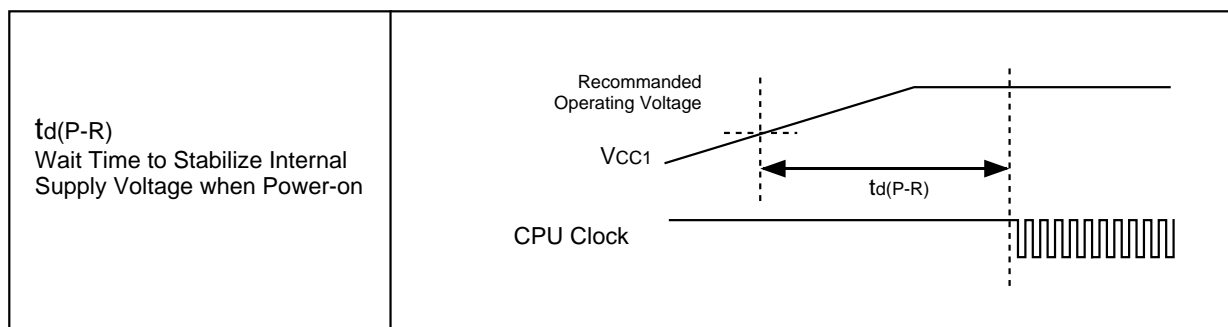 td(P-R)
Wait Time to Stabilize Internal
Supply Voltage when Power-on
Recommanded
Operating Voltage
VCC1
td(P-R)
CPU Clock